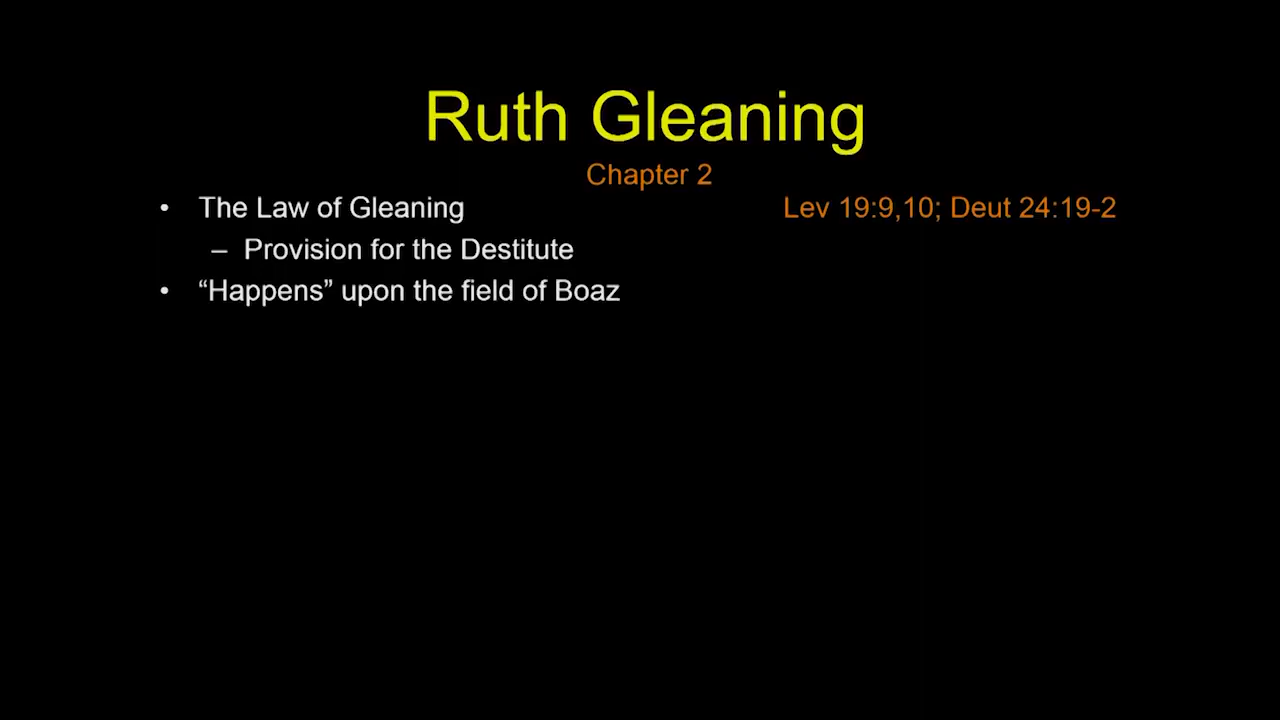 Ruth Gleaning
Chapter 2
• The Law of Gleaning Lev 19:9,10; Deut 24:19-2
– Provision for the Destitute
• “Happens” upon the field of Boaz